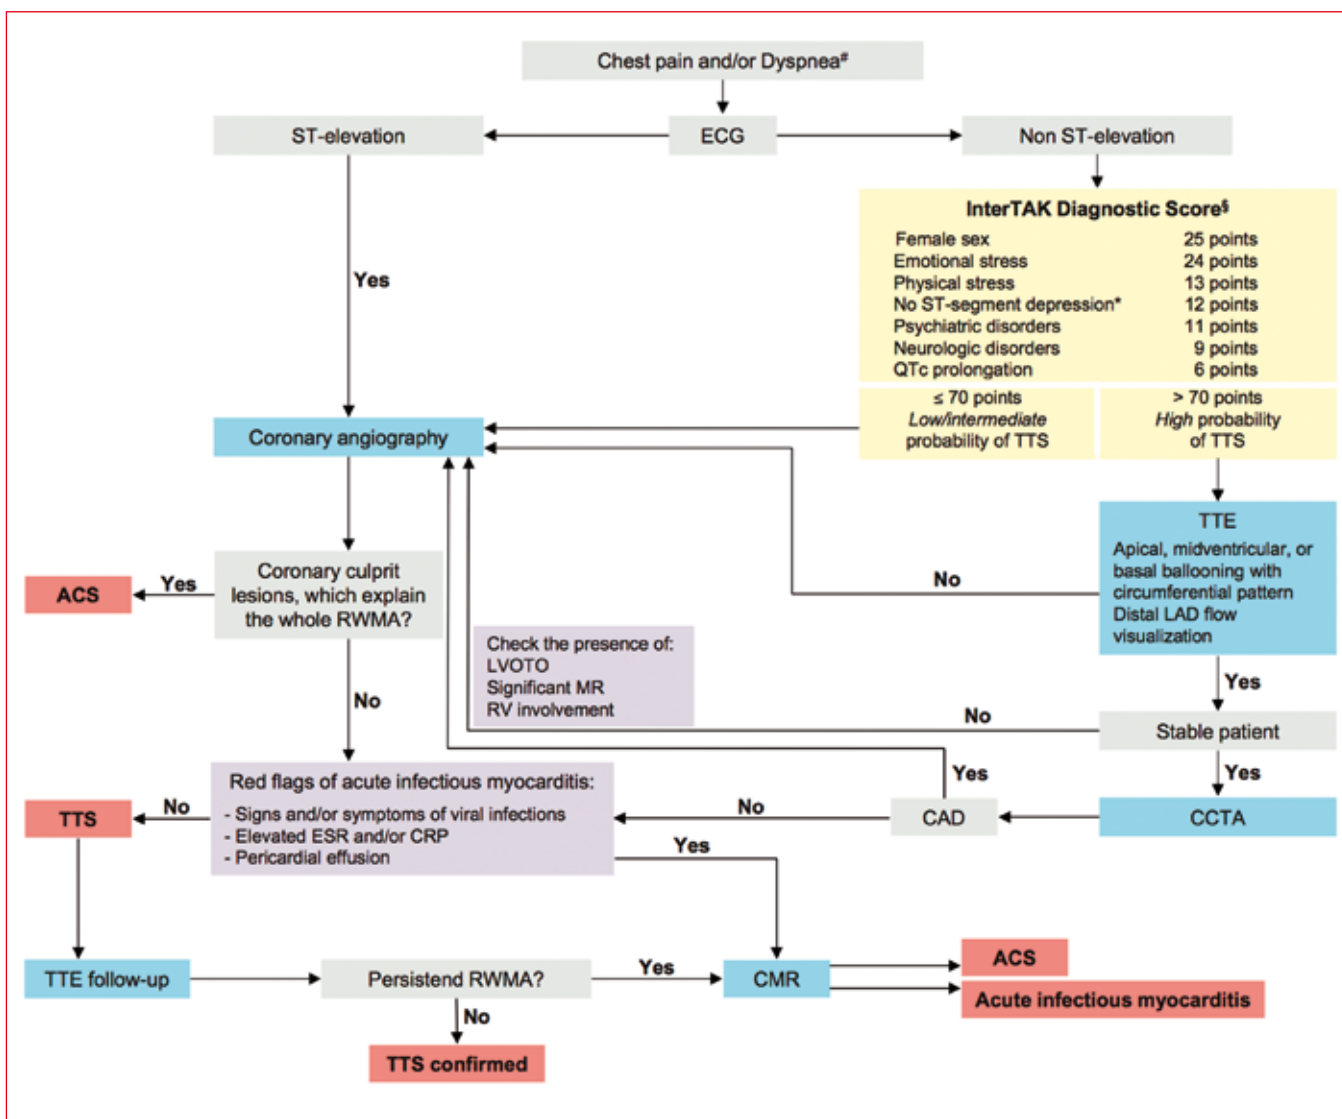 Chest pain and/or Dyspnea#
ST-elevation
ECG
Non ST-elevation
InterTAK Diagnostic Score§
Female sex 25 points
Emotional stress 24 points
Physical stress 13 points
No ST-segment depression* 12 points
Psychiatric disorders 11 points
Neurologic disorders 9 points
QTc prolongation 6 points
≤ 70 points
Low/intermediate
probability of TTS
> 70 points
High probability
of TTS
Yes
Coronary angiography
TTE
Apical, midventricular, or
basal ballooning with
circumferential pattern
Distal LAD flow
visualization
No
Yes
ACS
Yes
Coronary culprit
lesions, which explain
the whole RWMA?
No
Check the presence of:
LVOTO
Significant MR
RV involvement
No
Stable patient
Yes
CCTA
CAD
Yes
No
Red flags of acute infectious myocarditis:
- Signs and/or symptoms of viral infections
- Elevated ESR and/or CRP
- Pericardial effusion
No
TTS
Yes
TTE follow-up
Persistend RWMA?
Yes
CMR
ACS
Acute infectious myocarditis
No
TTS confirmed